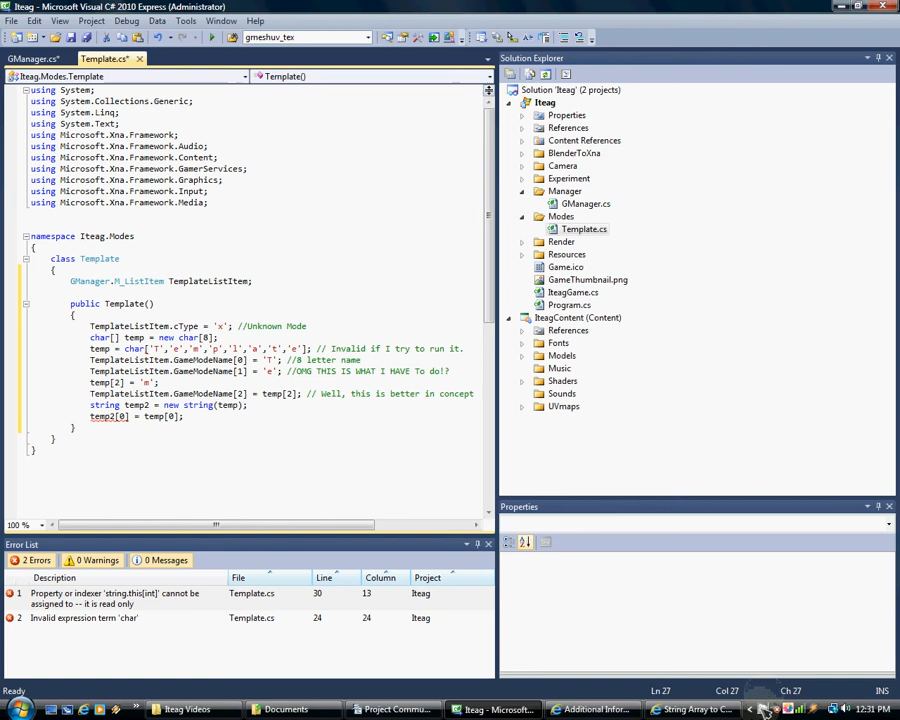 Iteag - Microsoft Visual C# 2010 Express (Administrator)
File Edit View Project Debug Data Tools Window Help
gmeshuv_tex
GManager.cs* Template.cs*
Iteag.Modes.Template Template()
using System;
using System.Collections.Generic;
using System.Linq;
using System.Text;
using Microsoft.Xna.Framework;
using Microsoft.Xna.Framework.Audio;
using Microsoft.Xna.Framework.Content;
using Microsoft.Xna.Framework.GamerServices;
using Microsoft.Xna.Framework.Graphics;
using Microsoft.Xna.Framework.Input;
using Microsoft.Xna.Framework.Media;
namespace Iteag.Modes
{
class Template
{
GManager.M_ListItem TemplateListItem;
public Template()
{
TemplateListItem.cType = 'x'; //Unknown Mode
char[] temp = new char[8];
temp = char['T','e','m','p','l','a','t','e']; // Invalid if I try to run it.
TemplateListItem.GameModeName[0] = 'T'; //8 letter name
TemplateListItem.GameModeName[1] = 'e'; //OMG THIS IS WHAT I HAVE To do!?
temp[2] = 'm';
TemplateListItem.GameModeName[2] = temp[2]; // Well, this is better in concept
string temp2 = new string(temp);
temp2[0] = temp[0];
}
}
}
100 %
Solution Explorer
Solution 'Iteag' (2 projects)
Iteag
Properties
References
Content References
BlenderToXna
Camera
Experiment
Manager
GManager.cs
Modes
Template.cs
Render
Resources
Game.ico
GameThumbnail.png
IteagGame.cs
Program.cs
IteagContent (Content)
References
Fonts
Models
Music
Shaders
Sounds
UVmaps
Properties
Error List
2 Errors 0 Warnings 0 Messages
Description File Line Column Project
1 Property or indexer 'string.this[int]' cannot be assigned to -- it is read only Template.cs 30 13 Iteag
2 Invalid expression term 'char' Template.cs 24 24 Iteag
Ready Ln 27 Col 27 Ch 27 INS
Iteag Videos Documents Project Commu... Iteag - Microsoft... Additional Infor... String Array to C... 12:31 PM